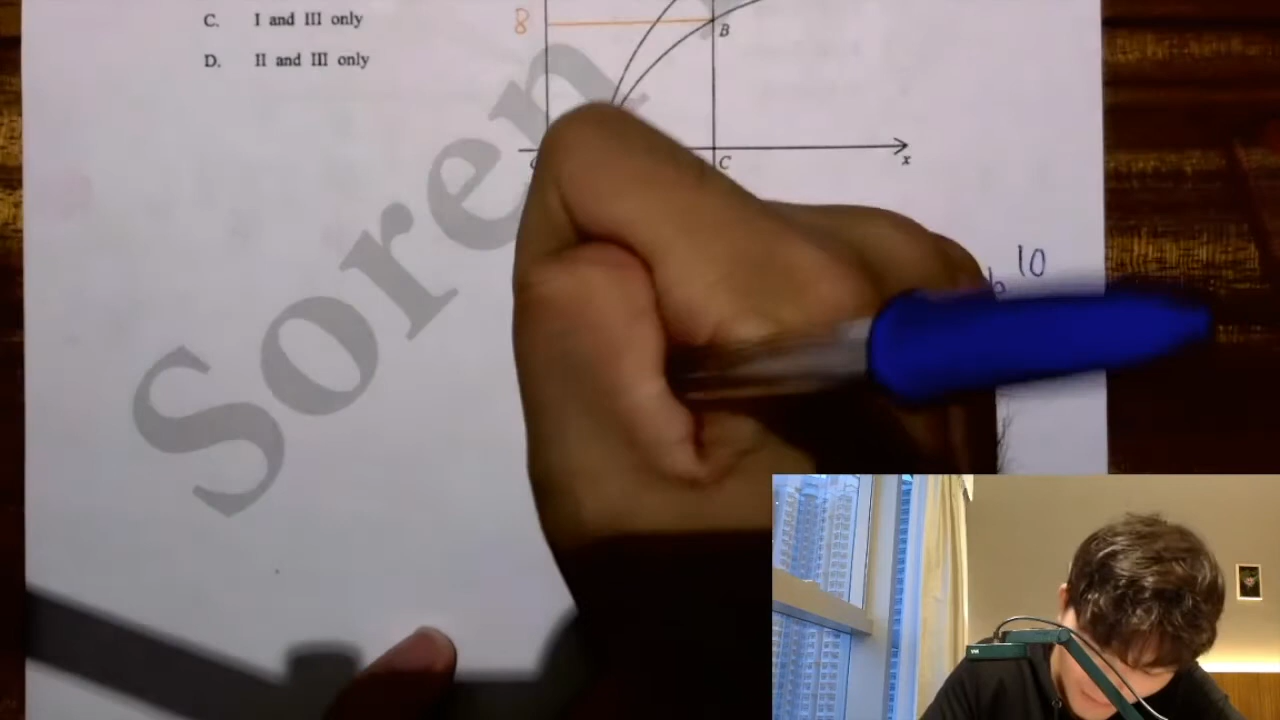 C. I and III only
D. II and III only
8
B
C
x
10
Soren